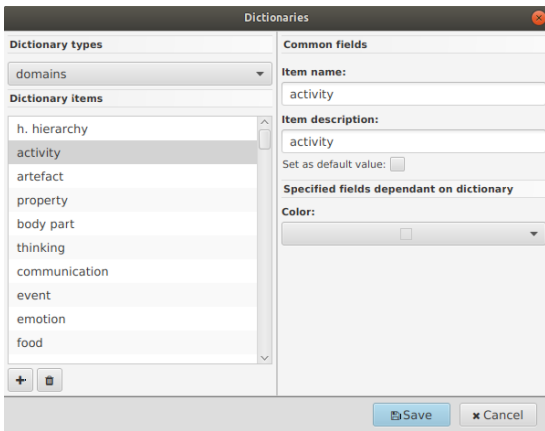 Dictionaries
Dictionary types
domains
Dictionary items
h. hierarchy
activity
artefact
property
body part
thinking
communication
event
emotion
food
Common fields
Item name:
activity
Item description:
activity
Set as default value:
Specified fields dependant on dictionary
Color:
Save
Cancel